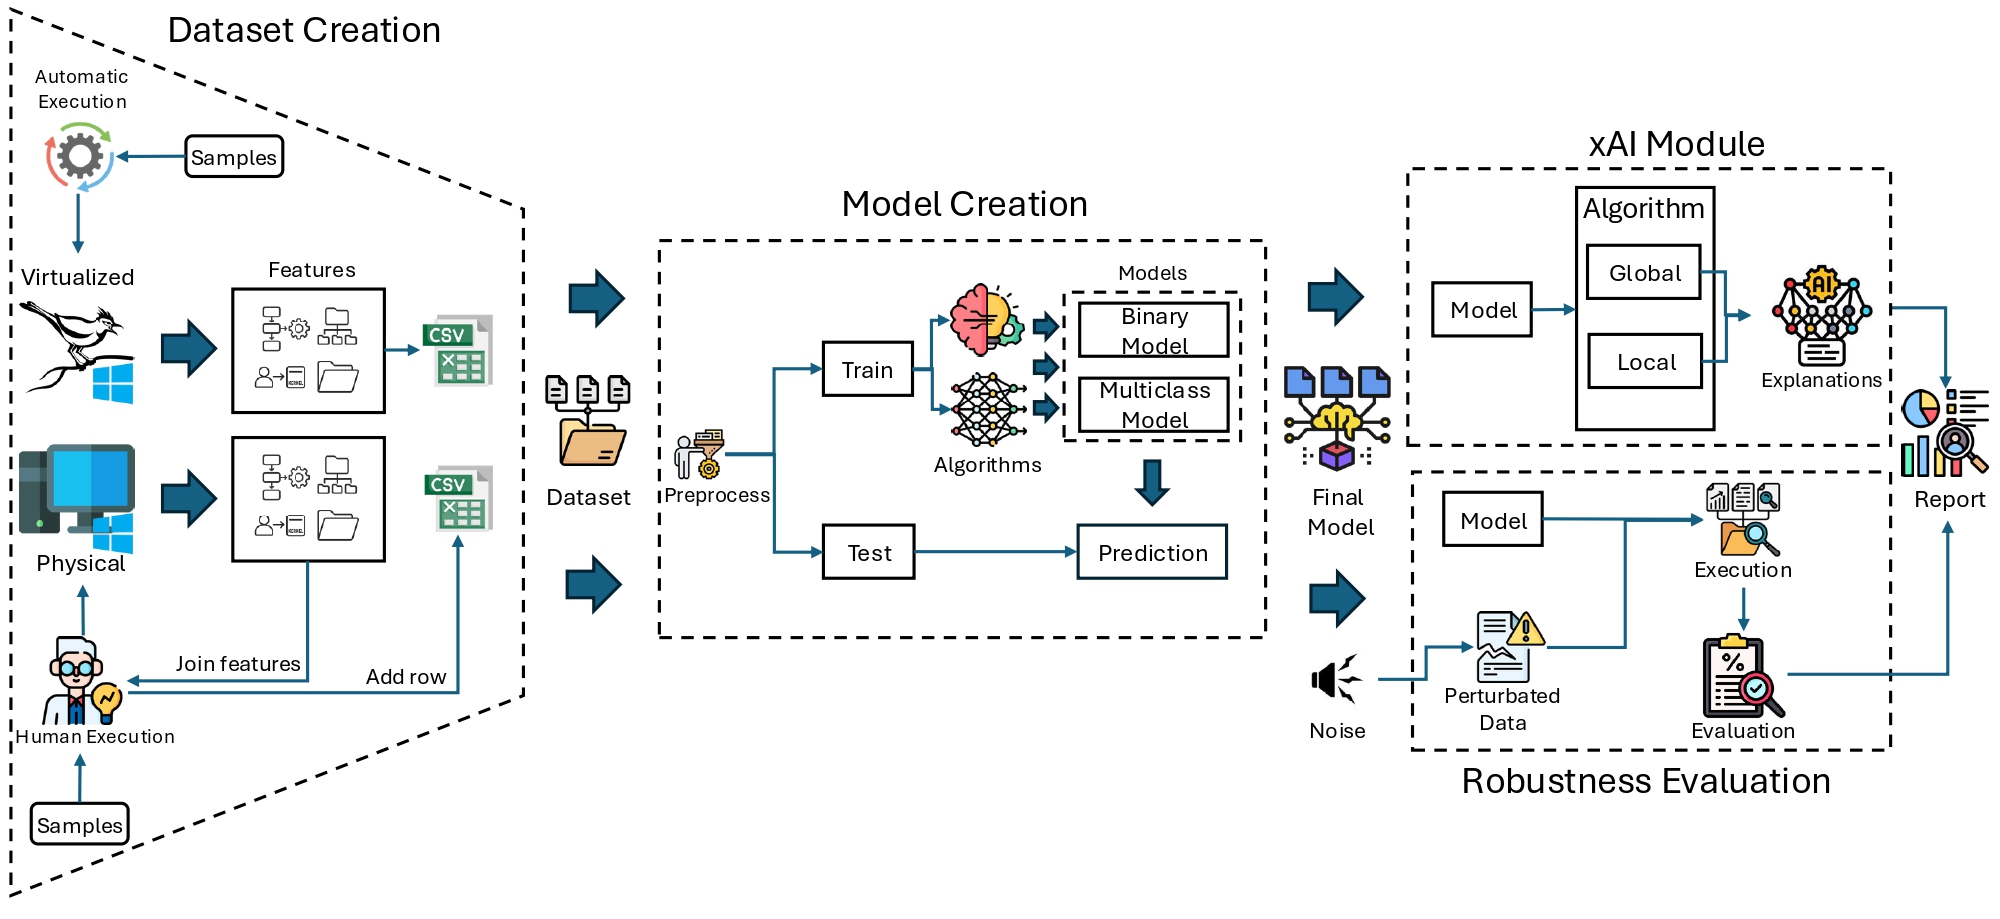 Dataset Creation
Automatic
Execution
Samples
Virtualized
Features
CSV
Physical
CSV
Join features
Add row
Human Execution
Samples
Dataset
Model Creation
Preprocess
Train
Algorithms
Models
Binary
Model
Multiclass
Model
Test
Prediction
Final
Model
Noise
xAI Module
Model
Algorithm
Global
Local
AI
Explanations
Model
Execution
Perturbated
Data
%
Evaluation
Robustness Evaluation
Report